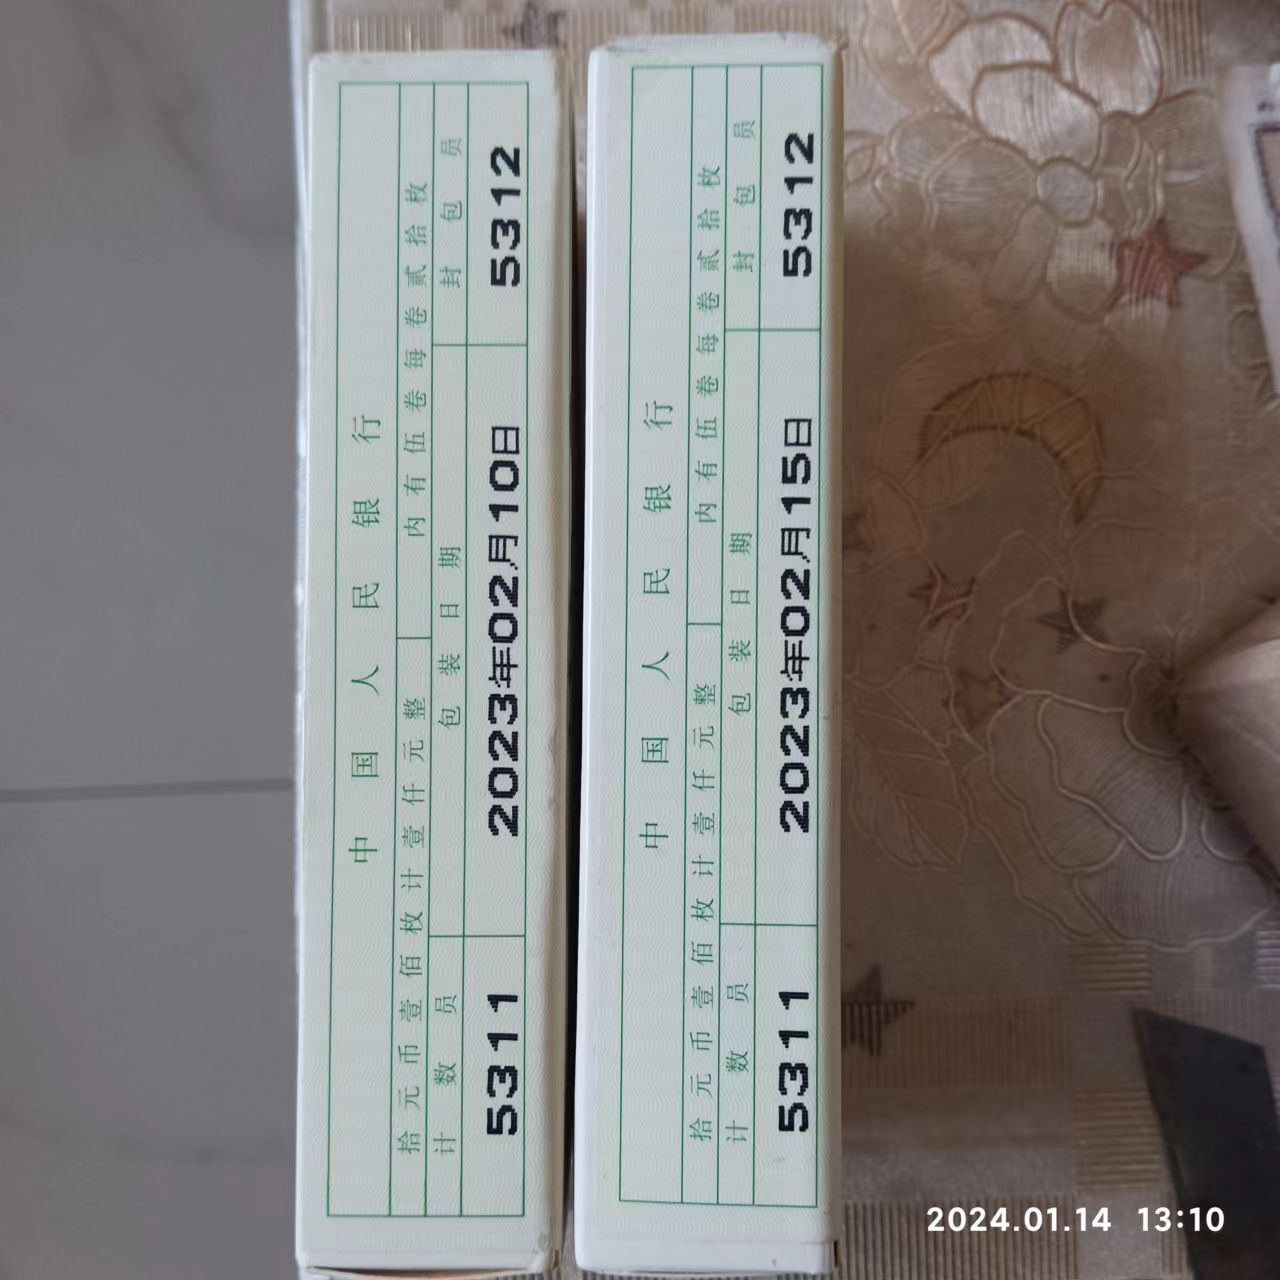 中国人民银行
拾元币壹佰枚计壹仟元整 内有伍卷每卷贰拾枚
计数员 包装日期 封包员
5311 2023年02月10日 5312
中国人民银行
拾元币壹佰枚计壹仟元整 内有伍卷每卷贰拾枚
计数员 包装日期 封包员
5311 2023年02月15日 5312
2024.01.14 13:10